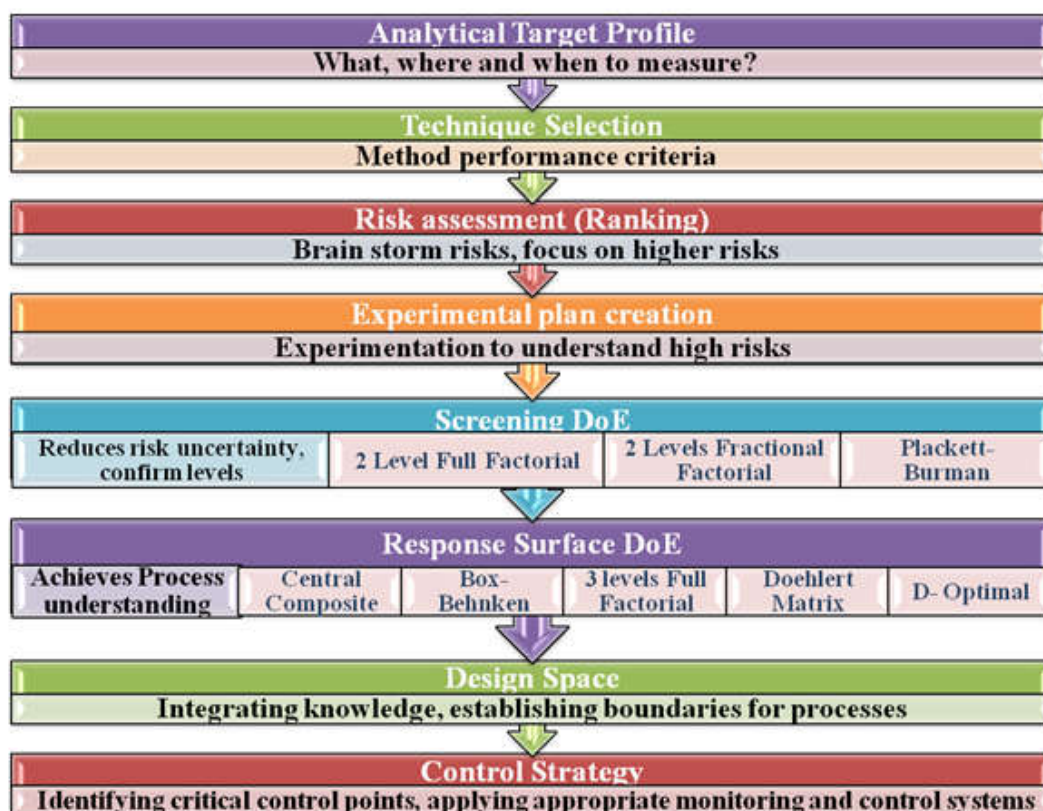 Analytical Target Profile
What, where and when to measure?
Technique Selection
Method performance criteria
Risk assessment (Ranking)
Brain storm risks, focus on higher risks
Experimental plan creation
Experimentation to understand high risks
Screening DoE
Reduces risk uncertainty,
confirm levels
2 Level Full Factorial
2 Levels Fractional
Factorial
Plackett-
Burman
Response Surface DoE
Achieves Process
understanding
Central
Composite
Box-
Behnken
3 levels Full
Factorial
Doehlert
Matrix
D- Optimal
Design Space
Integrating knowledge, establishing boundaries for processes
Control Strategy
Identifying critical control points, applying appropriate monitoring and control systems